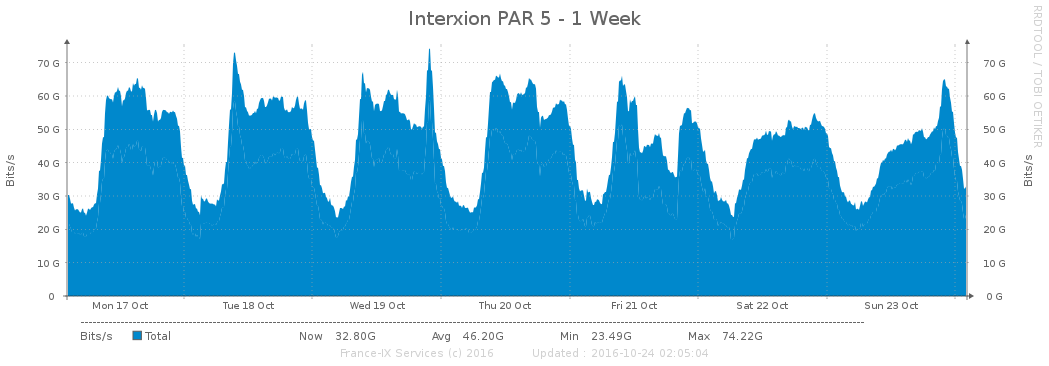 Interxion PAR 5 - 1 Week
RRDTOOL / TOBI OETIKER
Bits/s
Bits/s
70 G 70 G
60 G 60 G
50 G 50 G
40 G 40 G
30 G 30 G
20 G 20 G
10 G 10 G
0 0 G
Mon 17 Oct Tue 18 Oct Wed 19 Oct Thu 20 Oct Fri 21 Oct Sat 22 Oct Sun 23 Oct
Bits/s Total Now 32.80G Avg 46.20G Min 23.49G Max 74.22G
France-IX Services (c) 2016 Updated : 2016-10-24 02:05:04